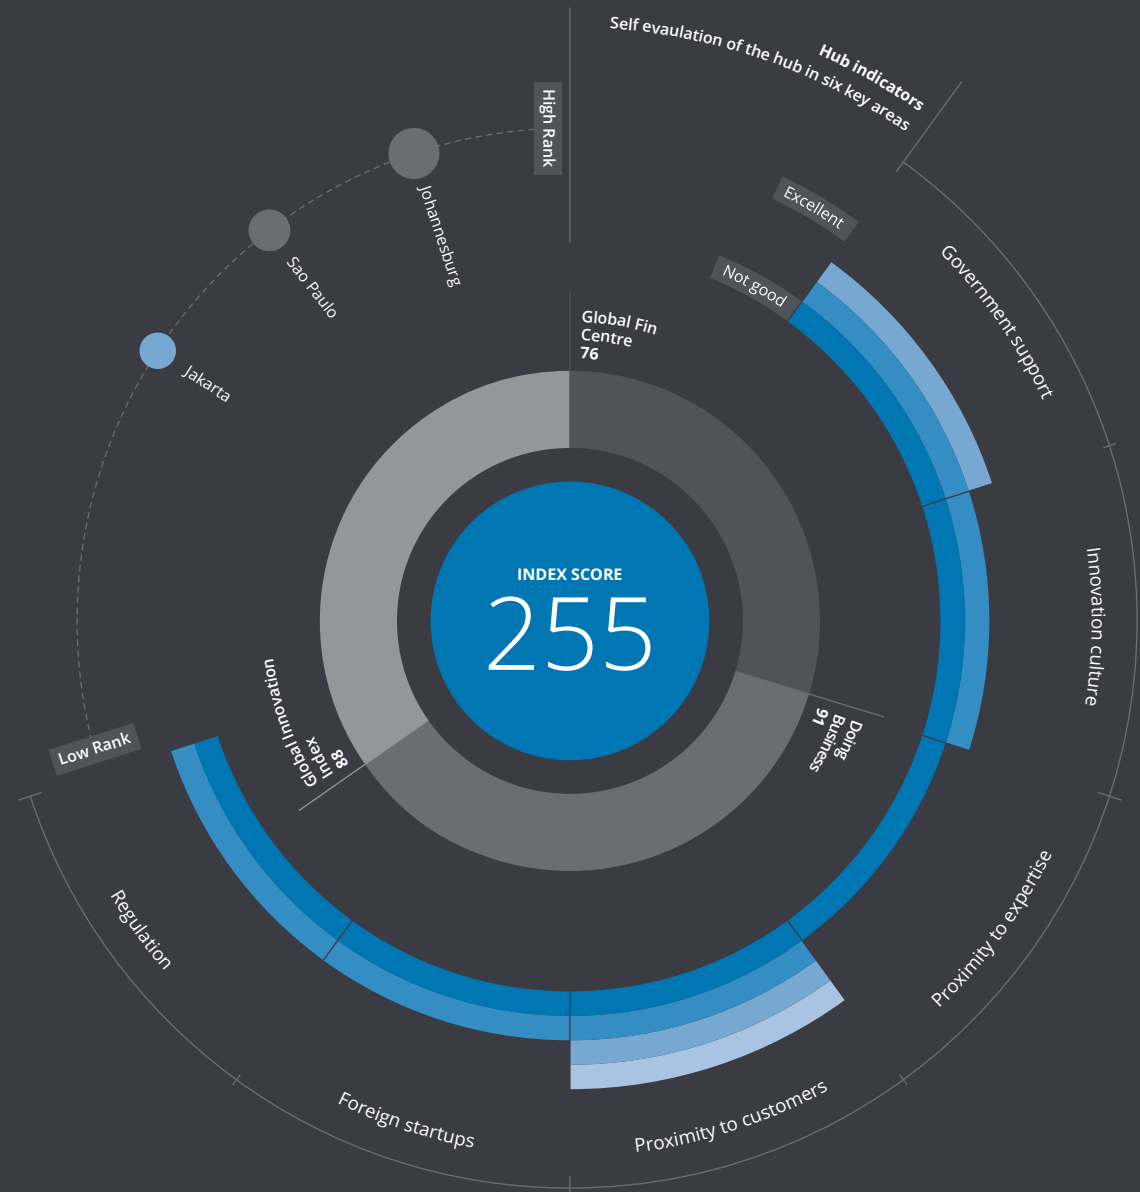 Hub indicators
Self evaulation of the hub in six key areas
High Rank
Johannesburg
Sao Paulo
Jakarta
Low Rank
Excellent
Not good
Government support
Innovation culture
Proximity to expertise
Proximity to customers
Foreign startups
Regulation
Global Fin
Centre
76
Doing
Business
91
Global Innovation
Index
88
INDEX SCORE
255